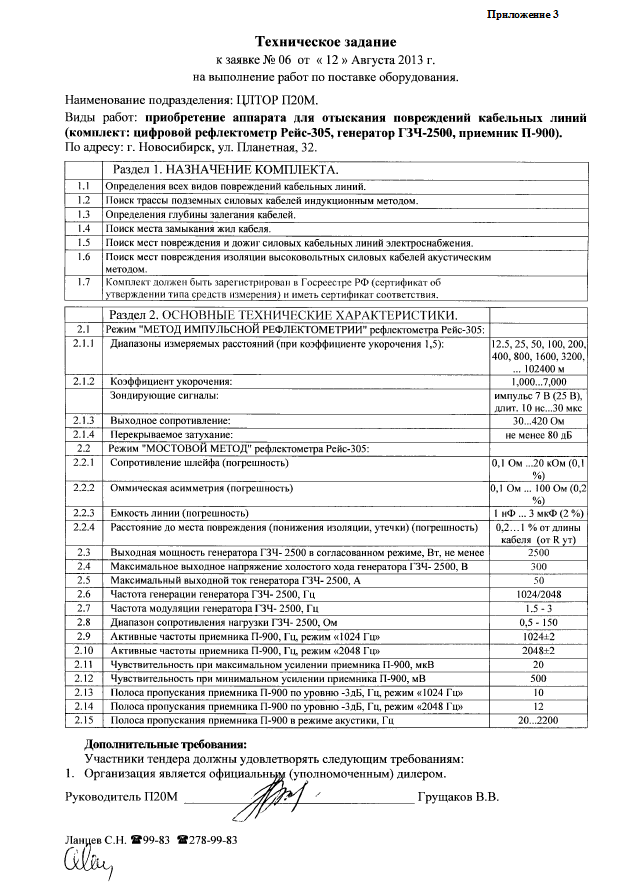 Приложение 3
Техническое задание
к заявке № 06 от « 12 » Августа 2013 г.
на выполнение работ по поставке оборудования.
Наименование подразделения: ЦЛТОР П20М.
Виды работ: приобретение аппарата для отыскания повреждений кабельных линий
(комплект: цифровой рефлектометр Рейс-305, генератор ГЗЧ-2500, приемник П-900).
По адресу: г. Новосибирск, ул. Планетная, 32.
Раздел 1. НАЗНАЧЕНИЕ КОМПЛЕКТА.
1.1 Определения всех видов повреждений кабельных линий.
1.2 Поиск трассы подземных силовых кабелей индукционным методом.
1.3 Определения глубины залегания кабелей.
1.4 Поиск места замыкания жил кабеля.
1.5 Поиск мест повреждения и дожиг силовых кабельных линий электроснабжения.
1.6 Поиск мест повреждения изоляции высоковольтных силовых кабелей акустическим
методом.
1.7 Комплект должен быть зарегистрирован в Госреестре РФ (сертификат об
утверждении типа средств измерения) и иметь сертификат соответствия.
Раздел 2. ОСНОВНЫЕ ТЕХНИЧЕСКИЕ ХАРАКТЕРИСТИКИ.
2.1 Режим "МЕТОД ИМПУЛЬСНОЙ РЕФЛЕКТОМЕТРИИ" рефлектометра Рейс-305:
2.1.1 Диапазоны измеряемых расстояний (при коэффициенте укорочения 1,5): 12.5, 25, 50, 100, 200,
400, 800, 1600, 3200,
... 102400 м
2.1.2 Коэффициент укорочения: 1,000...7,000
Зондирующие сигналы: импульс 7 В (25 В),
длит. 10 нс...30 мкс
2.1.3 Выходное сопротивление: 30...420 Ом
2.1.4 Перекрываемое затухание: не менее 80 дБ
2.2 Режим "МОСТОВОЙ МЕТОД" рефлектометра Рейс-305:
2.2.1 Сопротивление шлейфа (погрешность) 0,1 Ом ...20 кОм (0,1
%)
2.2.2 Оммическая асимметрия (погрешность) 0,1 Ом ... 100 Ом (0,2
%)
2.2.3 Емкость линии (погрешность) 1 нФ ... 3 мкФ (2 %)
2.2.4 Расстояние до места повреждения (понижения изоляции, утечки) (погрешность) 0,2…1 % от длины
кабеля (от R ут)
2.3 Выходная мощность генератора ГЗЧ- 2500 в согласованном режиме, Вт, не менее 2500
2.4 Максимальное выходное напряжение холостого хода генератора ГЗЧ- 2500, В 300
2.5 Максимальный выходной ток генератора ГЗЧ- 2500, А 50
2.6 Частота генерации генератора ГЗЧ- 2500, Гц 1024/2048
2.7 Частота модуляции генератора ГЗЧ- 2500, Гц 1.5 - 3
2.8 Диапазон сопротивления нагрузки ГЗЧ- 2500, Ом 0,5 - 150
2.9 Активные частоты приемника П-900, Гц, режим «1024 Гц» 1024±2
2.10 Активные частоты приемника П-900, Гц, режим «2048 Гц» 2048±2
2.11 Чувствительность при максимальном усилении приемника П-900, мкВ 20
2.12 Чувствительность при минимальном усилении приемника П-900, мВ 500
2.13 Полоса пропускания приемника П-900 по уровню -3дБ, Гц, режим «1024 Гц» 10
2.14 Полоса пропускания приемника П-900 по уровню -3дБ, Гц, режим «2048 Гц» 12
2.15 Полоса пропускания приемника П-900 в режиме акустики, Гц 20...2200
Дополнительные требования:
Участники тендера должны удовлетворять следующим требованиям:
1. Организация является официальным (уполномоченным) дилером.
Руководитель П20М Грущаков В.В.
Ланцев С.Н. ☎99-83 ☎278-99-83